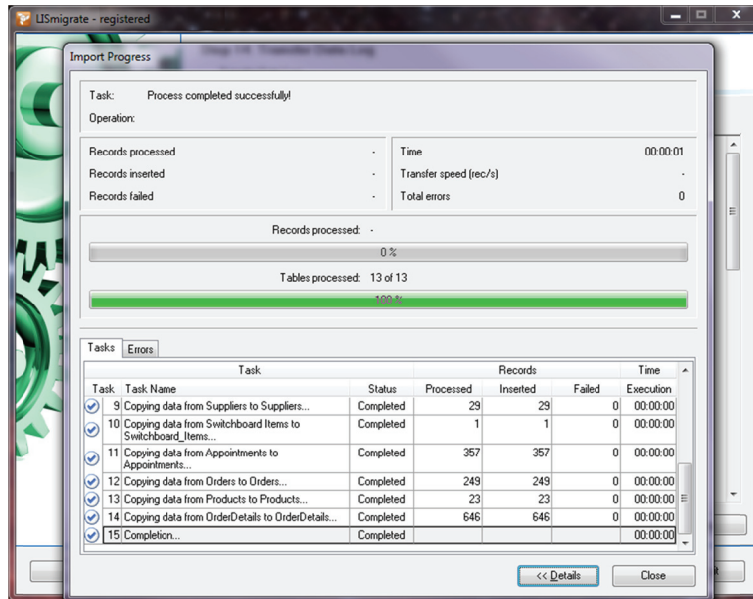 LISmigrate - registered
Import Progress
Task: Process completed successfully!
Operation:
Records processed -
Records inserted -
Records failed -
Time 00:00:01
Transfer speed (rec/s) -
Total errors 0
Records processed: -
0 %
Tables processed: 13 of 13
100 %
Tasks Errors
Task Records Time
Task Task Name Status Processed Inserted Failed Execution
9 Copying data from Suppliers to Suppliers... Completed 29 29 0 00:00:00
10 Copying data from Switchboard Items to Completed 1 1 0 00:00:00
Switchboard_Items...
11 Copying data from Appointments to Completed 357 357 0 00:00:00
Appointments...
12 Copying data from Orders to Orders... Completed 249 249 0 00:00:00
13 Copying data from Products to Products... Completed 23 23 0 00:00:00
14 Copying data from OrderDetails to OrderDetails... Completed 646 646 0 00:00:00
15 Completion... Completed 00:00:00
<< Details Close